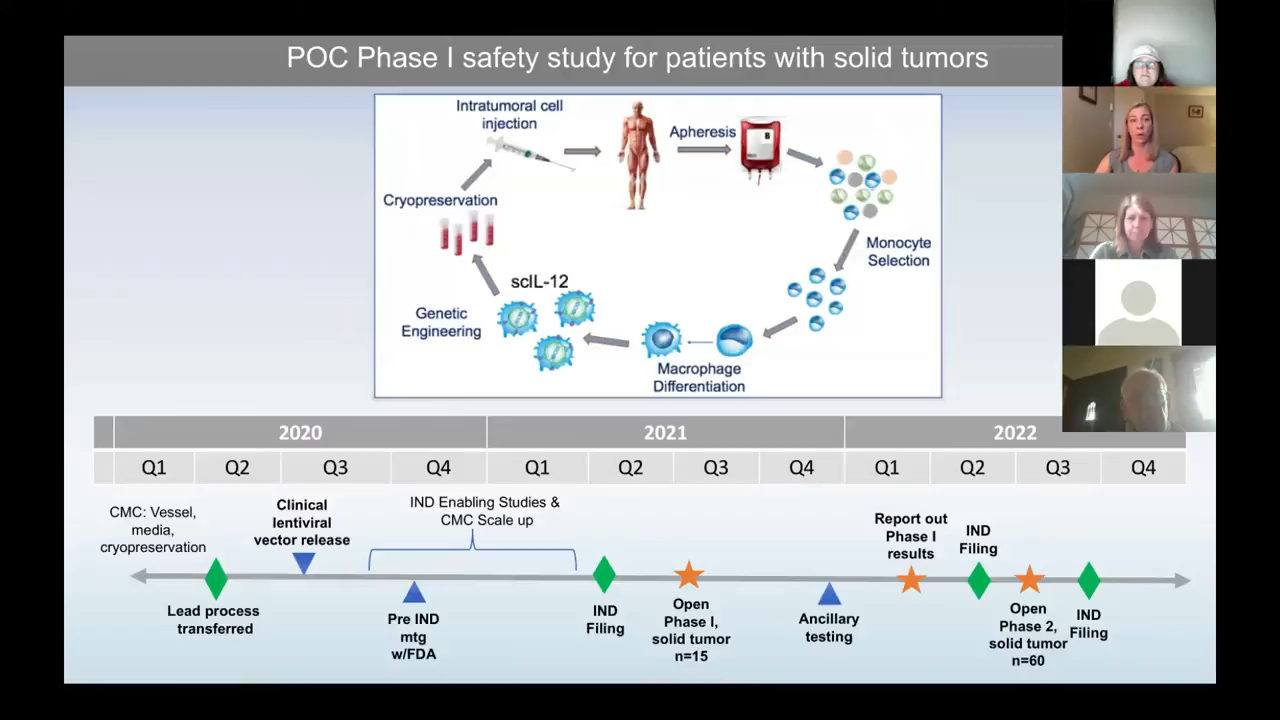 POC Phase I safety study for patients with solid tumors
Intratumoral cell
injection
Apheresis
B
Cryopreservation
Monocyte
Selection
scIL-12
Genetic
Engineering
Macrophage
Differentiation
2020
2021
2022
Q1
Q2
Q3
Q4
Q1
Q2
Q3
Q4
Q1
Q2
Q3
Q4
CMC: Vessel,
media,
cryopreservation
Lead process
transferred
Clinical
lentiviral
vector release
IND Enabling Studies &
CMC Scale up
Pre IND
mtg
w/FDA
IND
Filing
Open
Phase I,
solid tumor
n=15
Ancillary
testing
Report out
Phase I
results
IND
Filing
Open
Phase 2,
solid tumor
n=60
IND
Filing